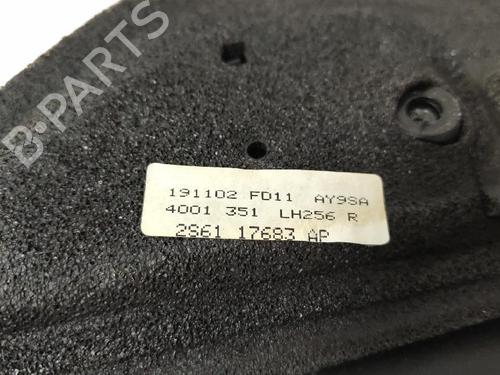 B-PARTS
191102 FD11 AY9SA
4001 351 LH256 R
2S61 17683 AP